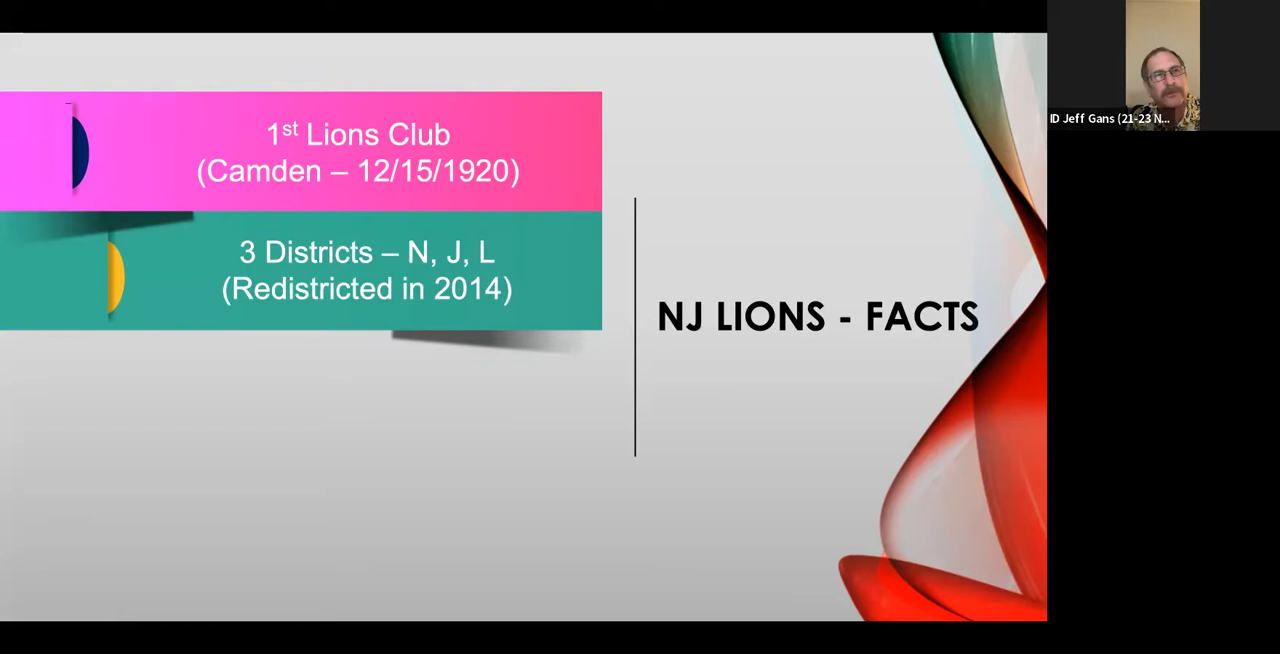 1st Lions Club
(Camden – 12/15/1920)
3 Districts – N, J, L
(Redistricted in 2014)
NJ LIONS - FACTS
ID Jeff Gans (21-23 N...